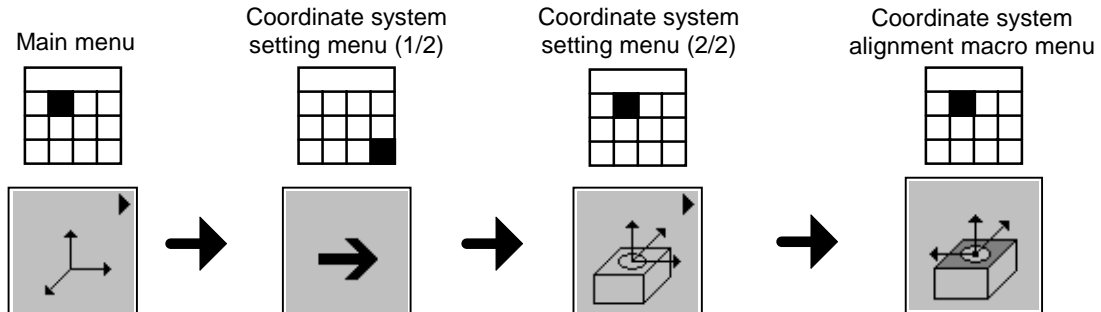 Main menu
Coordinate system
setting menu (1/2)
Coordinate system
setting menu (2/2)
Coordinate system
alignment macro menu